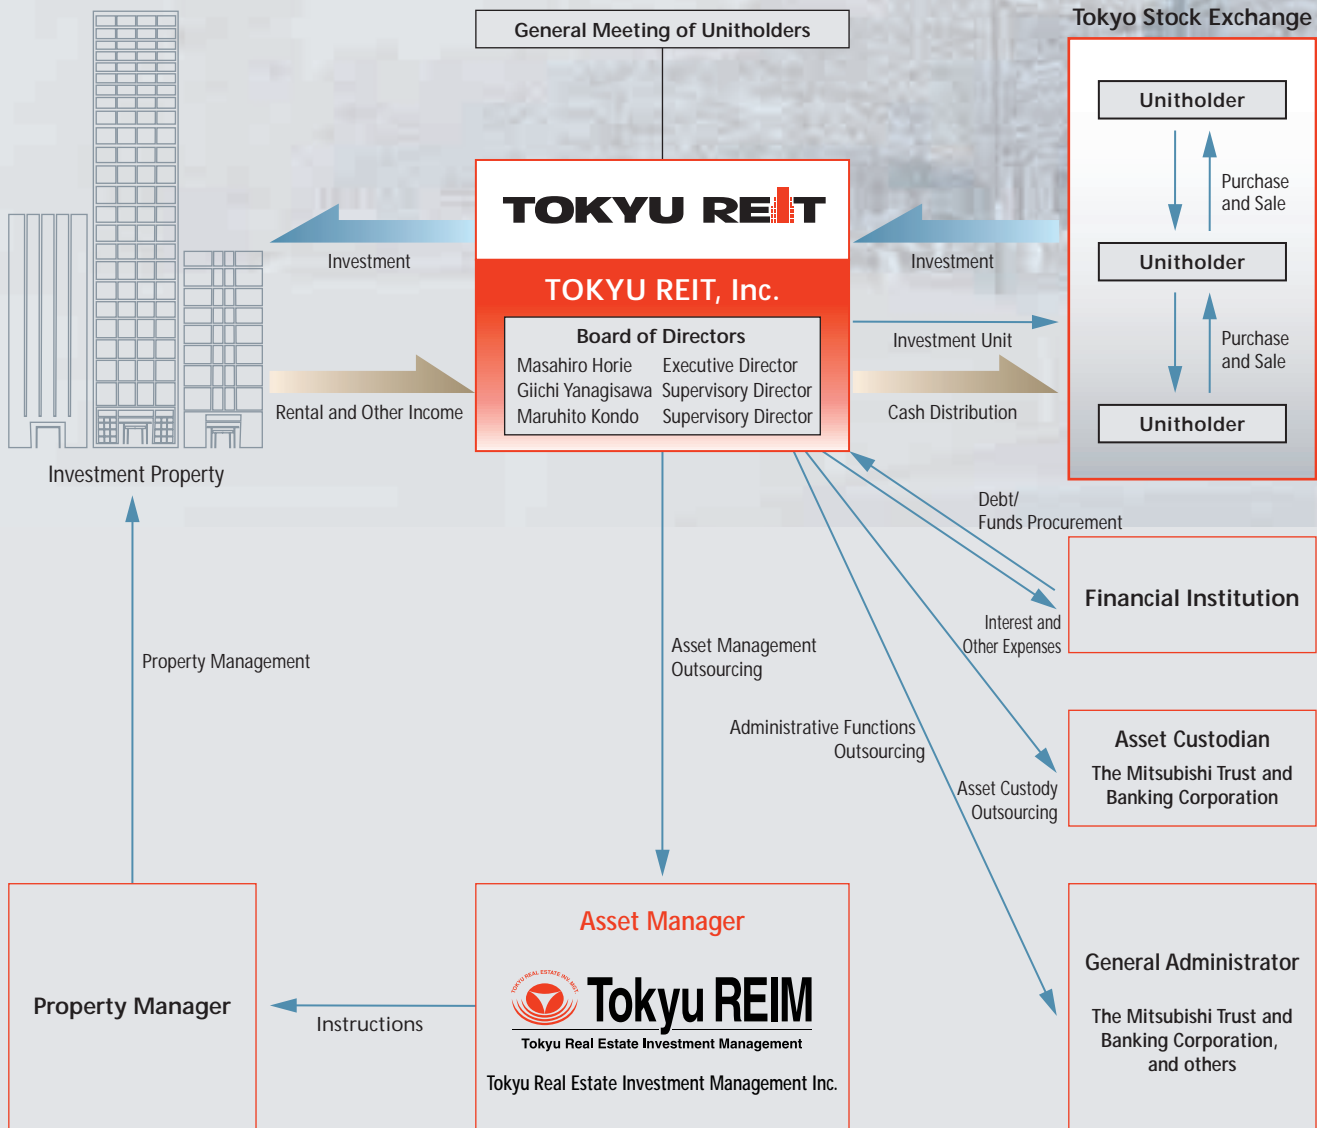 General Meeting of Unitholders
Tokyo Stock Exchange
Unitholder
Purchase
and Sale
Unitholder
Purchase
and Sale
Unitholder
TOKYU REIT
TOKYU REIT, Inc.
Board of Directors
Masahiro Horie Executive Director
Giichi Yanagisawa Supervisory Director
Maruhito Kondo Supervisory Director
Investment
Rental and Other Income
Investment
Investment Unit
Cash Distribution
Investment Property
Debt/
Funds Procurement
Financial Institution
Interest and
Other Expenses
Property Management
Asset Management
Outsourcing
Administrative Functions
Outsourcing
Asset Custody
Outsourcing
Asset Custodian
The Mitsubishi Trust and
Banking Corporation
Property Manager
Instructions
Asset Manager
TOKYU REAL ESTATE INV. MGT.
Tokyu REIM
Tokyu Real Estate Investment Management
Tokyu Real Estate Investment Management Inc.
General Administrator
The Mitsubishi Trust and
Banking Corporation,
and others